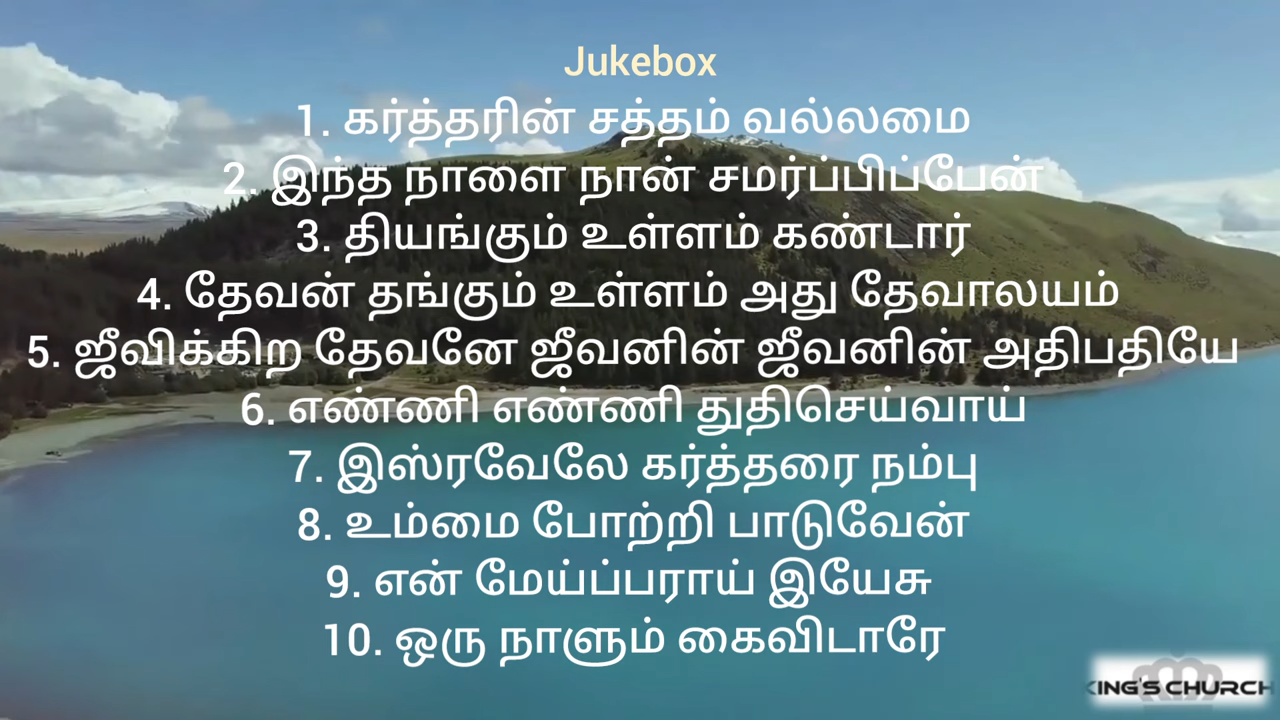 Jukebox
1. கர்த்தரின் சத்தம் வல்லமை
2. இந்த நாளை நான் சமர்ப்பிப்பேன்
3. தியங்கும் உள்ளம் கண்டார்
4. தேவன் தங்கும் உள்ளம் அது தேவாலயம்
5. ஜீவிக்கிற தேவனே ஜீவனின் ஜீவனின் அதிபதியே
6. எண்ணி எண்ணி துதிசெய்வாய்
7. இஸ்ரவேலே கர்த்தரை நம்பு
8. உம்மை போற்றி பாடுவேன்
9. என் மேய்ப்பராய் இயேசு
10. ஒரு நாளும் கைவிடாரே
KING'S CHURCH